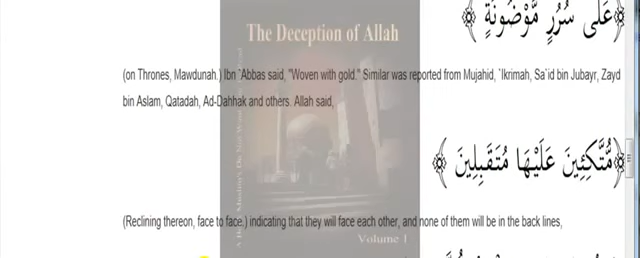 ﴿عَلَى سُرُرٍ مَّوْضُونَةٍ﴾
The Deception of Allah
(on Thrones, Mawdunah.) Ibn `Abbas said, "Woven with gold." Similar was reported from Mujahid, `Ikrimah, Sa`id bin Jubayr, Zayd
bin Aslam, Qatadah, Ad-Dahhak and others. Allah said,
﴿مُّتَّكِئِينَ عَلَيْهَا مُتَقَـبِلِينَ﴾
(Reclining thereon, face to face.) indicating that they will face each other, and none of them will be in the back lines,
Volume 1